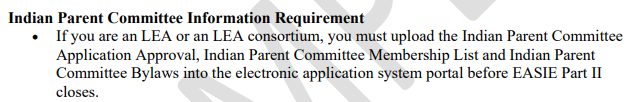 Indian Parent Committee Information Requirement
• If you are an LEA or an LEA consortium, you must upload the Indian Parent Committee
Application Approval, Indian Parent Committee Membership List and Indian Parent
Committee Bylaws into the electronic application system portal before EASIE Part II
closes.